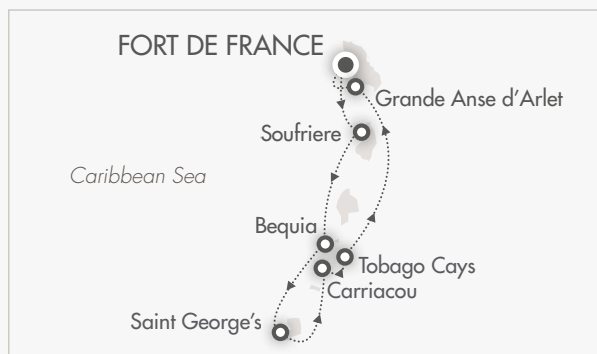 FORT DE FRANCE
Grande Anse d’Arlet
Soufriere
Caribbean Sea
Bequia
Tobago Cays
Carriacou
Saint George’s